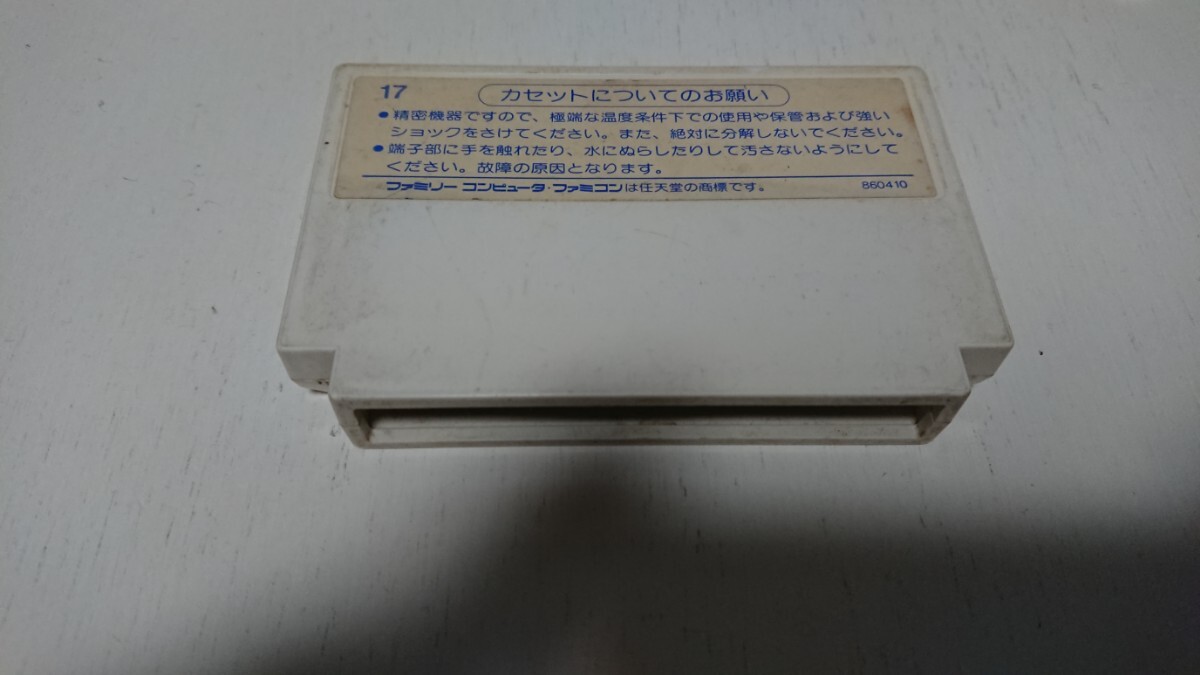 17
カセットについてのお願い
●精密機器ですので、極端な温度条件下での使用や保管および強い
ショックをさけてください。また、絶対に分解しないでください。
●端子部に手を触れたり、水にぬらしたりして汚さないようにして
ください。故障の原因となります。
ファミリー コンピュータ・ファミコンは任天堂の商標です。 860410